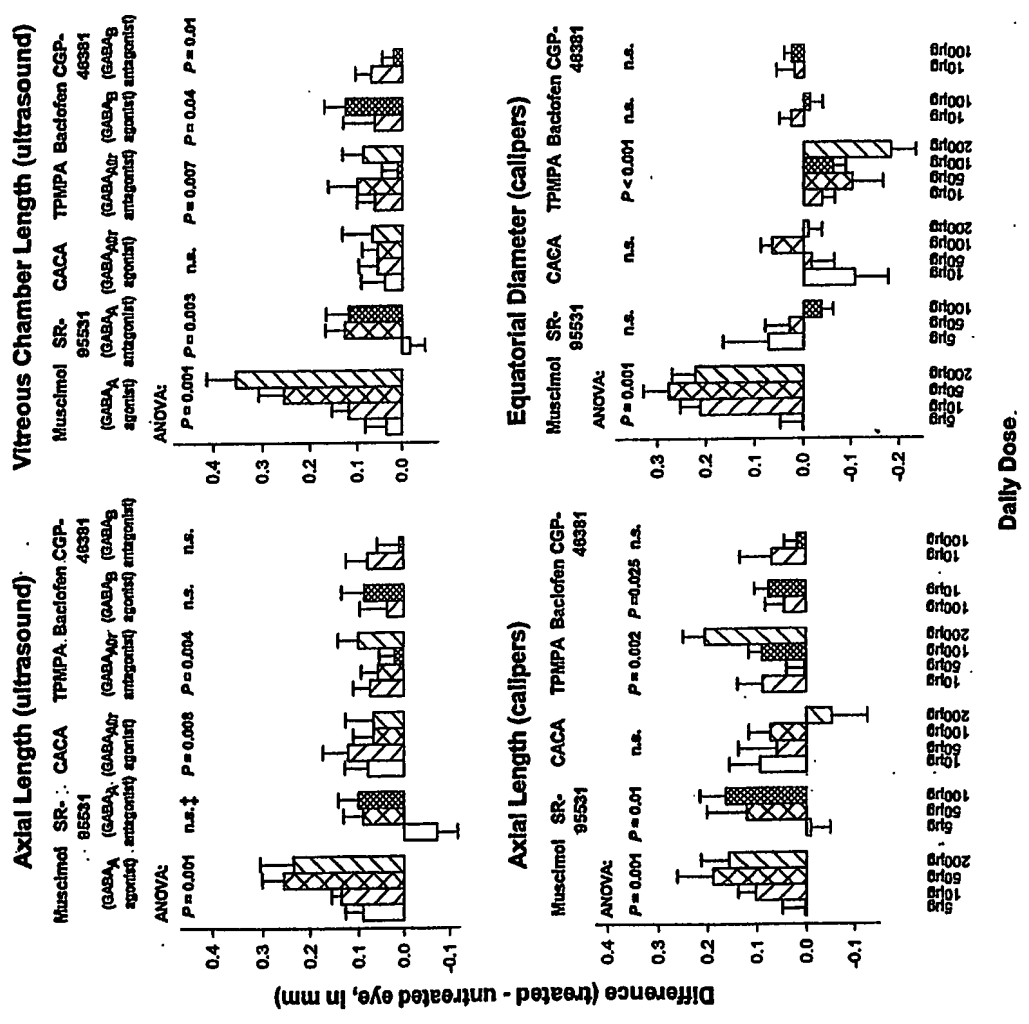 Axial Length (ultrasound)
Muscimol SR- CACA TPMPA. Baclofen CGP-
95531 46381
(GABAA (GABAA (GABAA0r (GABAA0r (GABAB (GABAB
agonist) antagonist) agonist) antagonist) agonist) antagonist)
ANOVA:
P = 0.001 n.s.‡ P = 0.008 P = 0.004 n.s. n.s.
0.4
0.3
0.2
0.1
0.0
-0.1
Vitreous Chamber Length (ultrasound)
Muscimol SR- CACA TPMPA Baclofen CGP-
95531 46381
(GABAA (GABAA (GABAA0r (GABAA0r (GABAB (GABAB
agonist) antagonist) agonist) antagonist) agonist) antagonist)
ANOVA:
P = 0.001 P = 0.003 n.s. P = 0.007 P = 0.04 P = 0.01
0.4
0.3
0.2
0.1
0.0
Axial Length (calipers)
Muscimol SR- CACA TPMPA Baclofen CGP-
95531 46381
ANOVA:
P = 0.001 P = 0.01 n.s. P = 0.002 P =0.025 n.s.
0.4
0.3
0.2
0.1
0.0
-0.1
5µg 10µg 50µg 200µg 5µg 50µg 100µg 10µg 50µg 100µg 200µg 10µg 50µg 100µg 200µg 100µg 10µg 10µg 100µg
Equatorial Diameter (calipers)
Muscimol SR- CACA TPMPA Baclofen CGP-
95531 46381
ANOVA:
P = 0.001 n.s. n.s. P < 0.001 n.s. n.s.
0.3
0.2
0.1
0.0
-0.1
-0.2
5µg 10µg 50µg 200µg 5µg 50µg 100µg 10µg 50µg 100µg 200µg 10µg 50µg 100µg 200µg 10µg 100µg 10µg 100µg
Difference (treated - untreated eye, in mm)
Daily Dose.